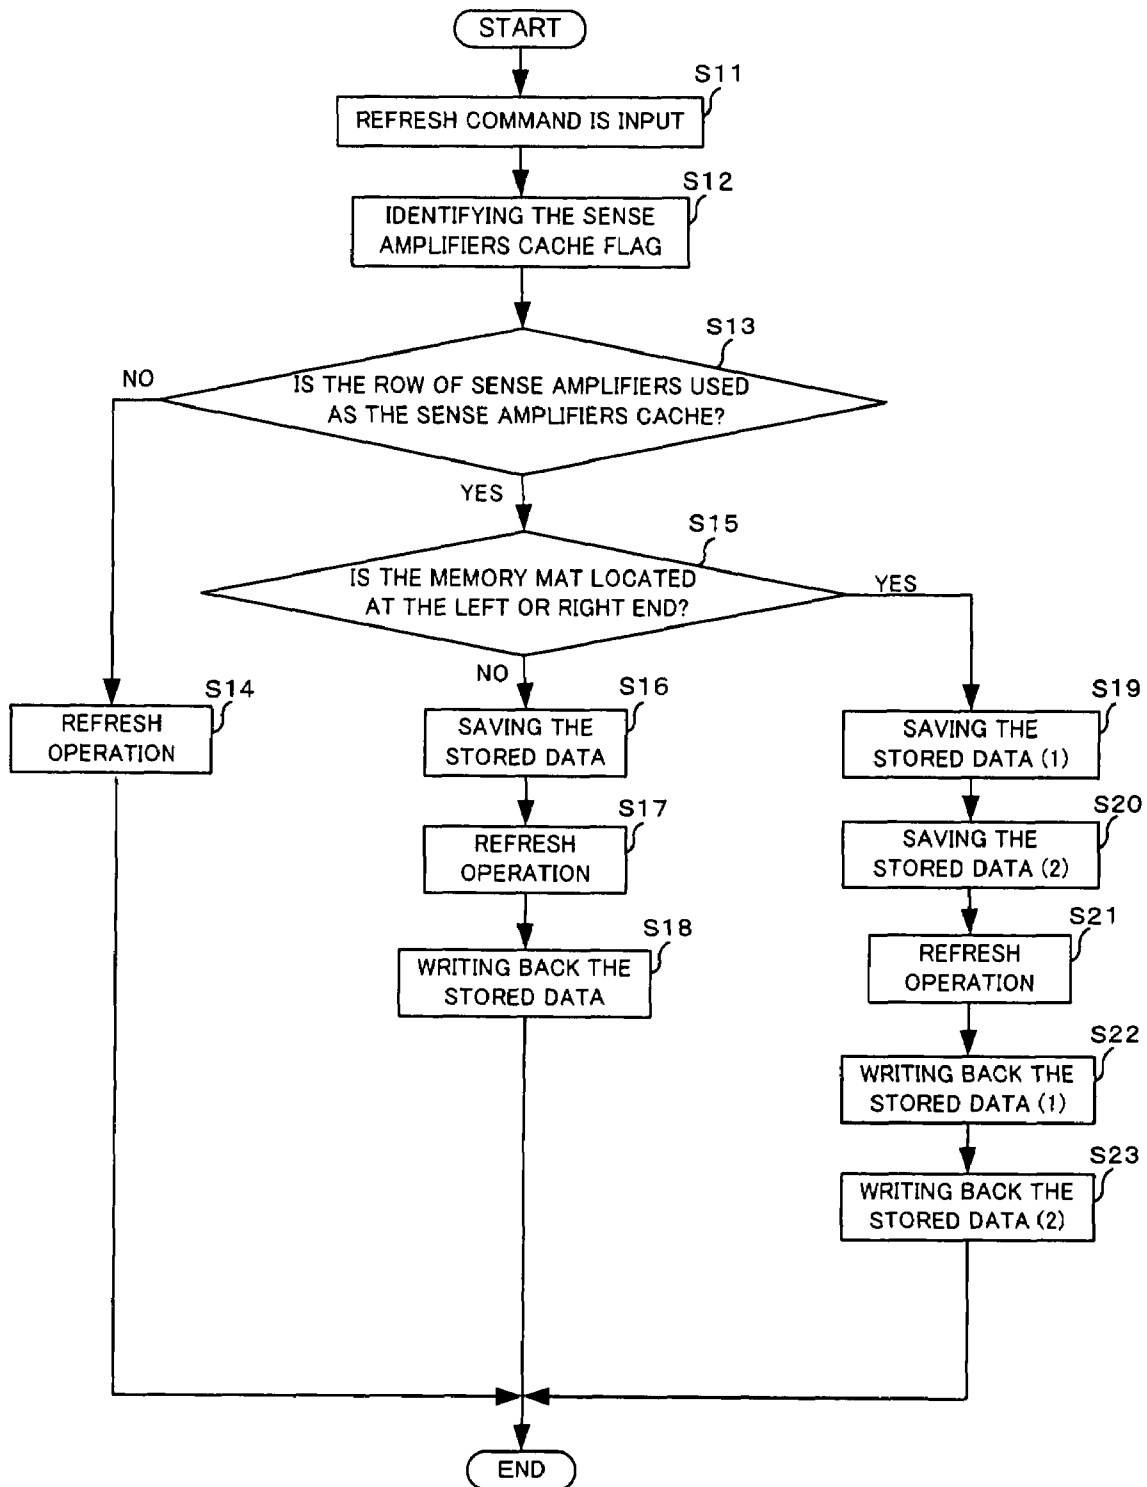 START
S11
REFRESH COMMAND IS INPUT
S12
IDENTIFYING THE SENSE
AMPLIFIERS CACHE FLAG
S13
NO
IS THE ROW OF SENSE AMPLIFIERS USED
AS THE SENSE AMPLIFIERS CACHE?
YES
S15
IS THE MEMORY MAT LOCATED
AT THE LEFT OR RIGHT END?
YES
NO
S14
REFRESH
OPERATION
S16
SAVING THE
STORED DATA
S17
REFRESH
OPERATION
S18
WRITING BACK THE
STORED DATA
S19
SAVING THE
STORED DATA (1)
S20
SAVING THE
STORED DATA (2)
S21
REFRESH
OPERATION
S22
WRITING BACK THE
STORED DATA (1)
S23
WRITING BACK THE
STORED DATA (2)
END